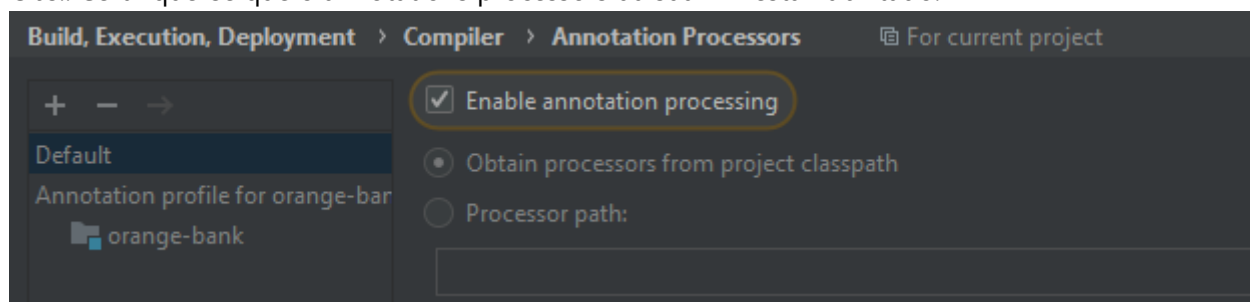 Build, Execution, Deployment > Compiler > Annotation Processors For current project
Enable annotation processing
Default
Obtain processors from project classpath
Annotation profile for orange-bar
Processor path:
orange-bank